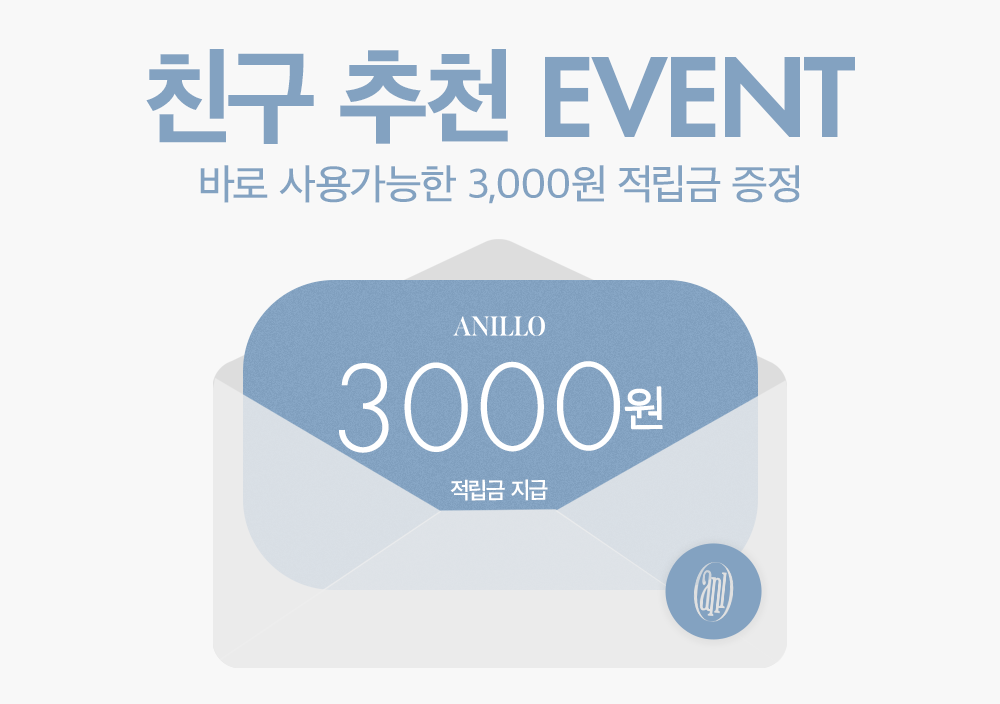 친구 추천 EVENT
바로 사용가능한 3,000원 적립금 증정
ANILLO
3000원
적립금 지급